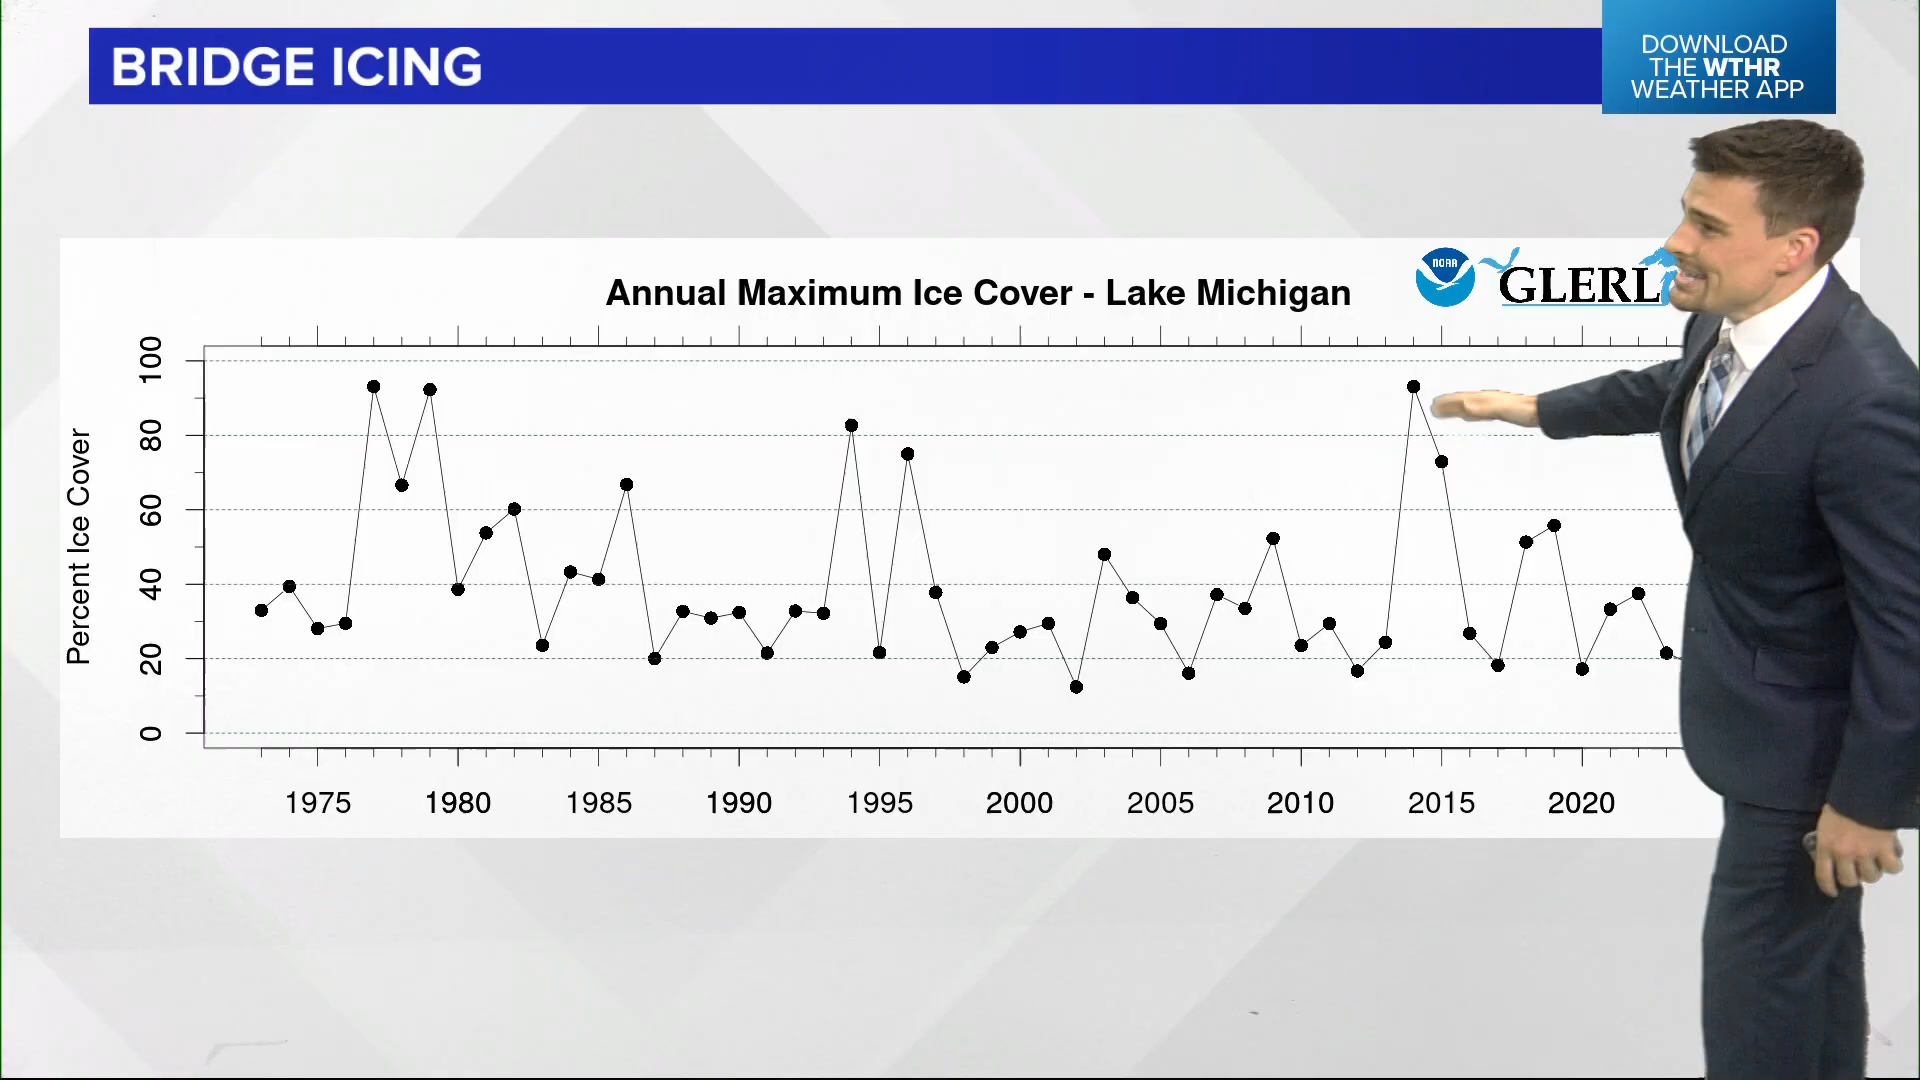 BRIDGE ICING
DOWNLOAD
THE WTHR
WEATHER APP
Annual Maximum Ice Cover - Lake Michigan
NOAA
GLERL
Percent Ice Cover
100
80
60
40
20
0
1975 1980 1985 1990 1995 2000 2005 2010 2015 2020